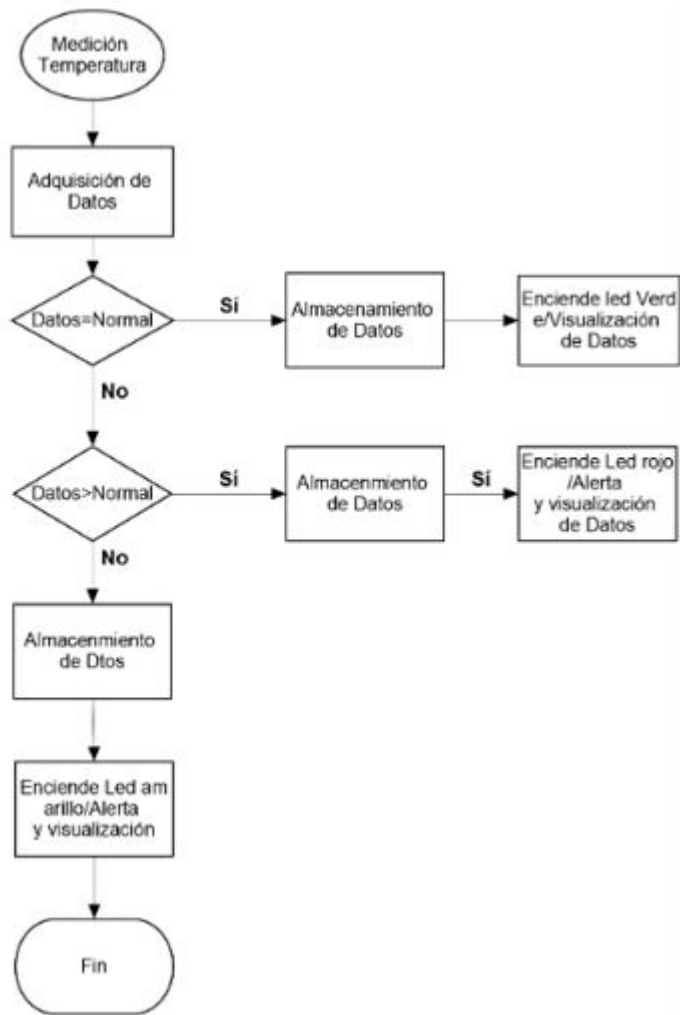 Medición
Temperatura
Adquisición de
Datos
Datos=Normal
Sí
Almacenamiento
de Datos
Enciende led Verd
e/Visualización
de Datos
No
Datos>Normal
Sí
Almacenmiento
de Datos
Sí
Enciende Led rojo
/Alerta
y visualización
de Datos
No
Almacenmiento
de Dtos
Enciende Led am
arillo/Alerta
y visualización
Fin